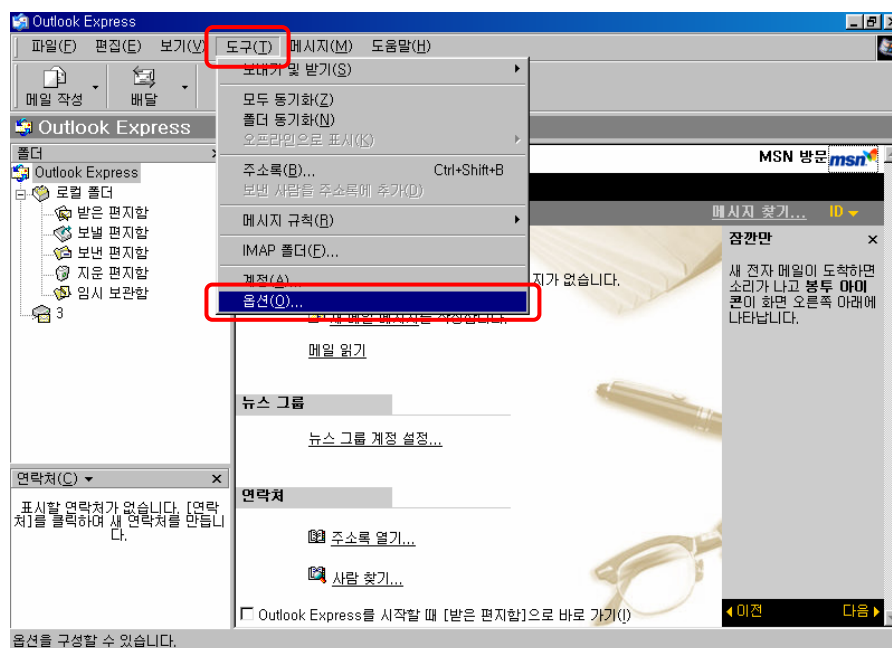 Outlook Express
파일(F) 편집(E) 보기(V) 도구(T) 메시지(M) 도움말(H)
메일 작성 배달
보내기 및 받기(S)
모두 동기화(Z)
폴더 동기화(N)
오프라인으로 표시(K)
주소록(B)... Ctrl+Shift+B
보낸 사람을 주소록에 추가(D)
메시지 규칙(R)
IMAP 폴더(F)...
계정(A)...
옵션(O)...
Outlook Express
폴더
Outlook Express
로컬 폴더
받은 편지함
보낼 편지함
보낸 편지함
지운 편지함
임시 보관함
3
연락처(C)
표시할 연락처가 없습니다. [연락
처]를 클릭하여 새 연락처를 만듭니
다.
MSN 방문 msn
메시지 찾기... ID
지가 없습니다.
새 메일 메시지를 작성합니다.
메일 읽기
뉴스 그룹
뉴스 그룹 계정 설정...
연락처
주소록 열기...
사람 찾기...
Outlook Express를 시작할 때 [받은 편지함]으로 바로 가기(I)
잠깐만
새 전자 메일이 도착하면
소리가 나고 봉투 아이
콘이 화면 오른쪽 아래에
나타납니다.
이전 다음
옵션을 구성할 수 있습니다.